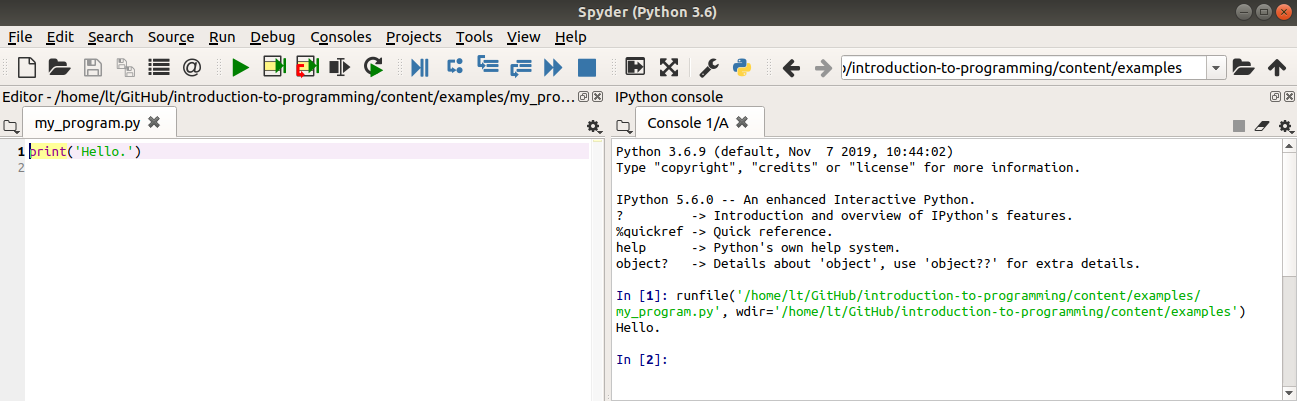 Spyder (Python 3.6)
File Edit Search Source Run Debug Consoles Projects Tools View Help
/introduction-to-programming/content/examples
Editor - /home/lt/GitHub/introduction-to-programming/content/examples/my_pro...
my_program.py
1 print('Hello.')
2
IPython console
Console 1/A
Python 3.6.9 (default, Nov  7 2019, 10:44:02)
Type "copyright", "credits" or "license" for more information.
IPython 5.6.0 -- An enhanced Interactive Python.
?         -> Introduction and overview of IPython's features.
%quickref -> Quick reference.
help      -> Python's own help system.
object?   -> Details about 'object', use 'object??' for extra details.
In [1]: runfile('/home/lt/GitHub/introduction-to-programming/content/examples/
my_program.py', wdir='/home/lt/GitHub/introduction-to-programming/content/examples')
Hello.
In [2]: